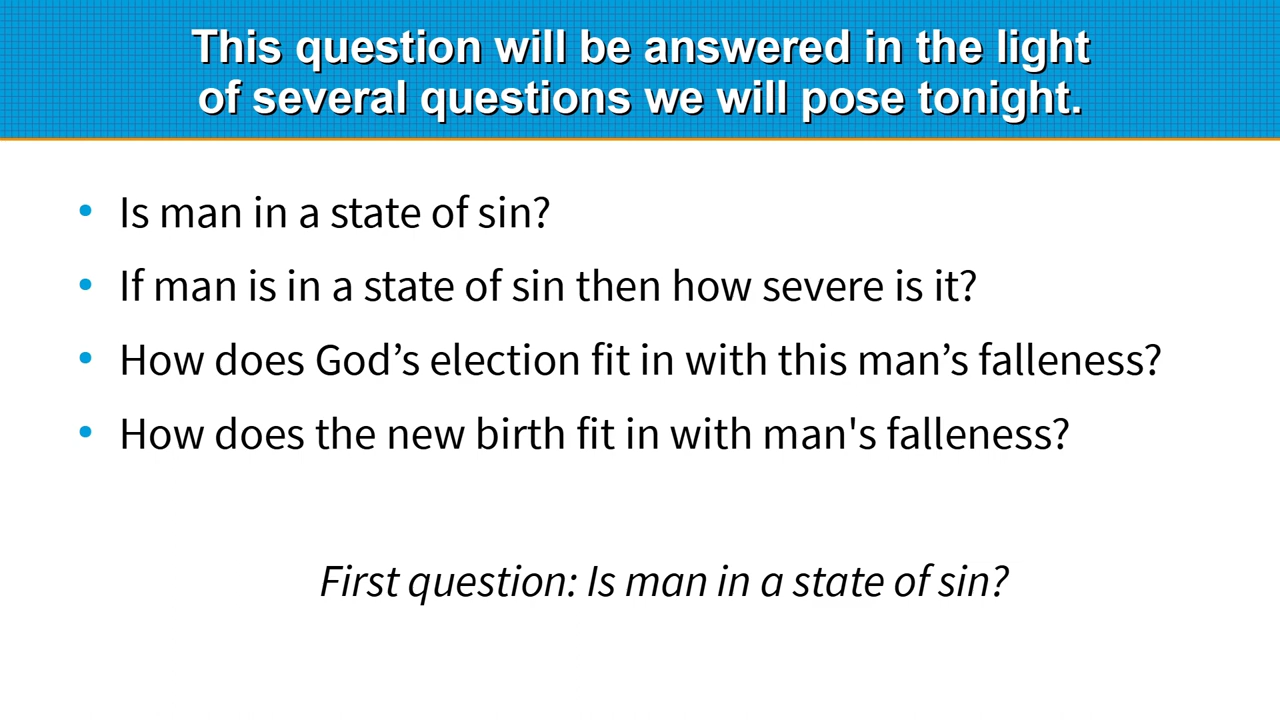 This question will be answered in the light
of several questions we will pose tonight.
• Is man in a state of sin?
• If man is in a state of sin then how severe is it?
• How does God’s election fit in with this man’s falleness?
• How does the new birth fit in with man's falleness?
First question: Is man in a state of sin?